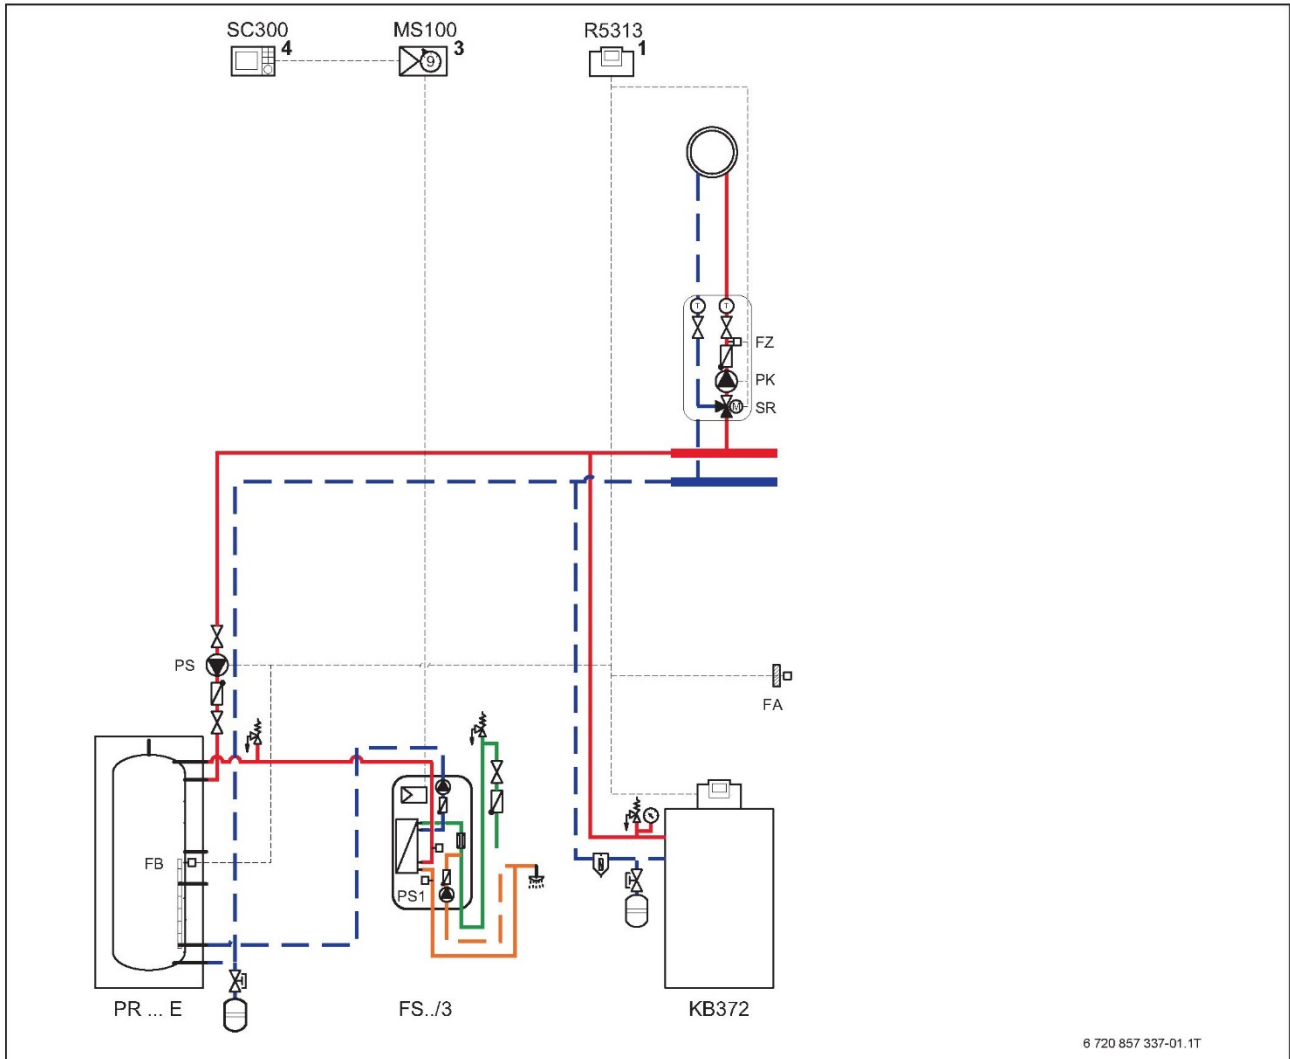 SC300
4
MS100
3
9
R5313
1
T
T
FZ
PK
M
SR
PS
FA
FB
PS1
PR ... E
FS../3
KB372
6 720 857 337-01.1T